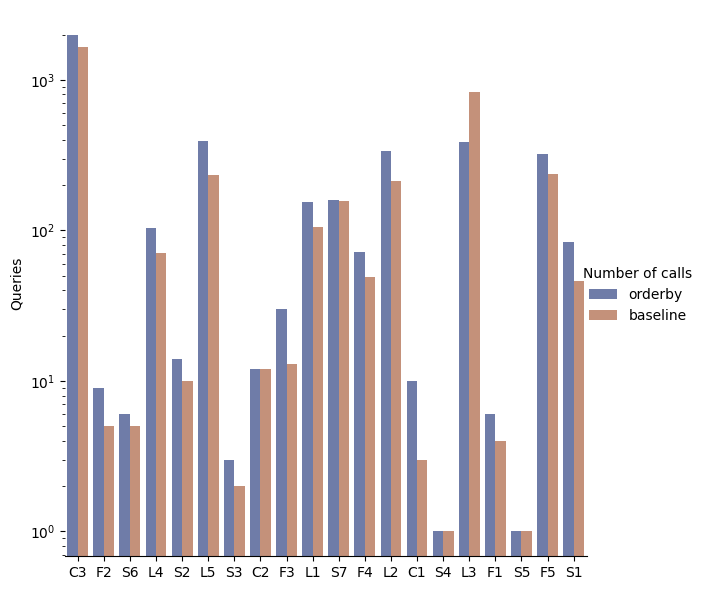 10³
10²
10¹
10⁰
Queries
C3 F2 S6 L4 S2 L5 S3 C2 F3 L1 S7 F4 L2 C1 S4 L3 F1 S5 F5 S1
Number of calls
orderby
baseline